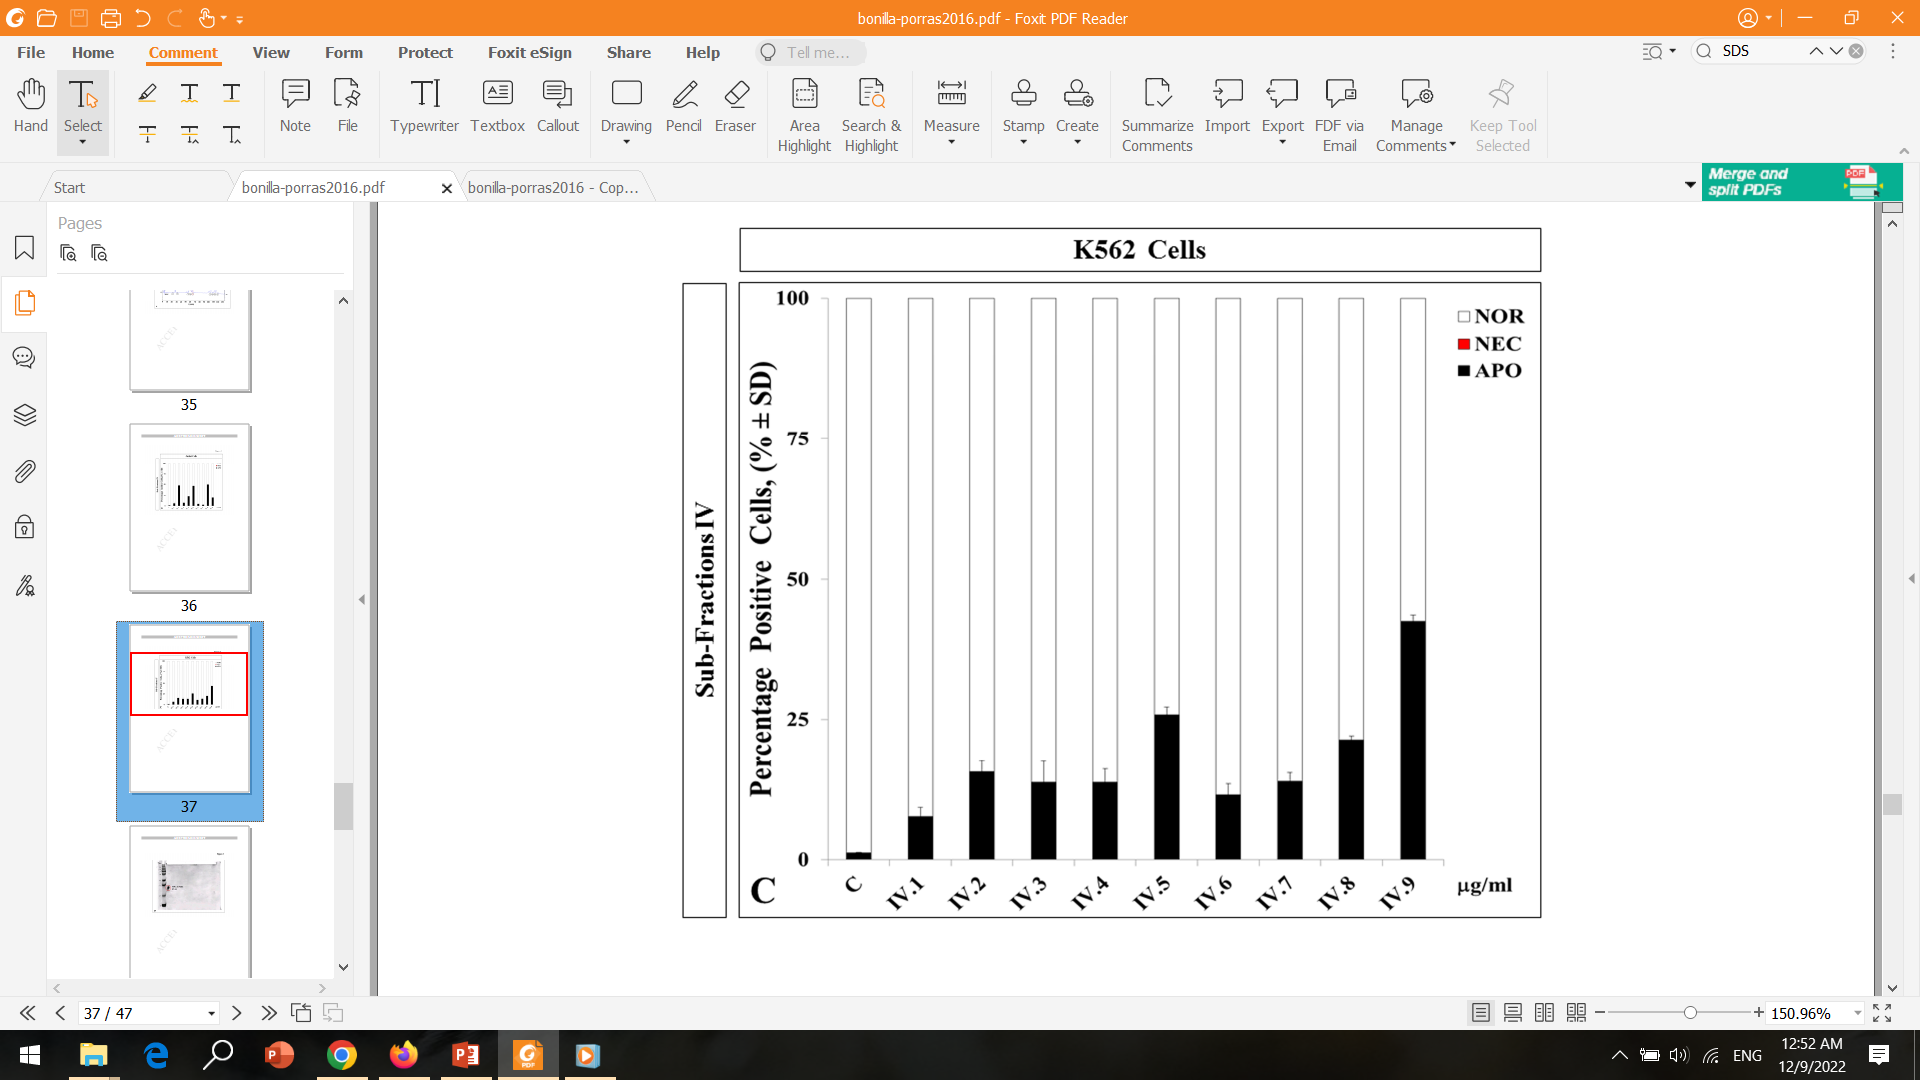 bonilla-porras2016.pdf - Foxit PDF Reader
File Home Comment View Form Protect Foxit eSign Share Help Tell me... SDS
Hand Select Note File Typewriter Textbox Callout Drawing Pencil Eraser Area Highlight Search & Highlight Measure Stamp Create Summarize Comments Import Export FDF via Email Manage Comments Keep Tool Selected
Start bonilla-porras2016.pdf bonilla-porras2016 - Cop...
Merge and
split PDFs
PDF
Pages
35
36
37
K562 Cells
Sub-Fractions IV
Percentage Positive Cells, (% ± SD)
100
75
50
25
0
NOR
NEC
APO
C IV.1 IV.2 IV.3 IV.4 IV.5 IV.6 IV.7 IV.8 IV.9 µg/ml
C
37 / 47
150.96%
ENG
12:52 AM
12/9/2022